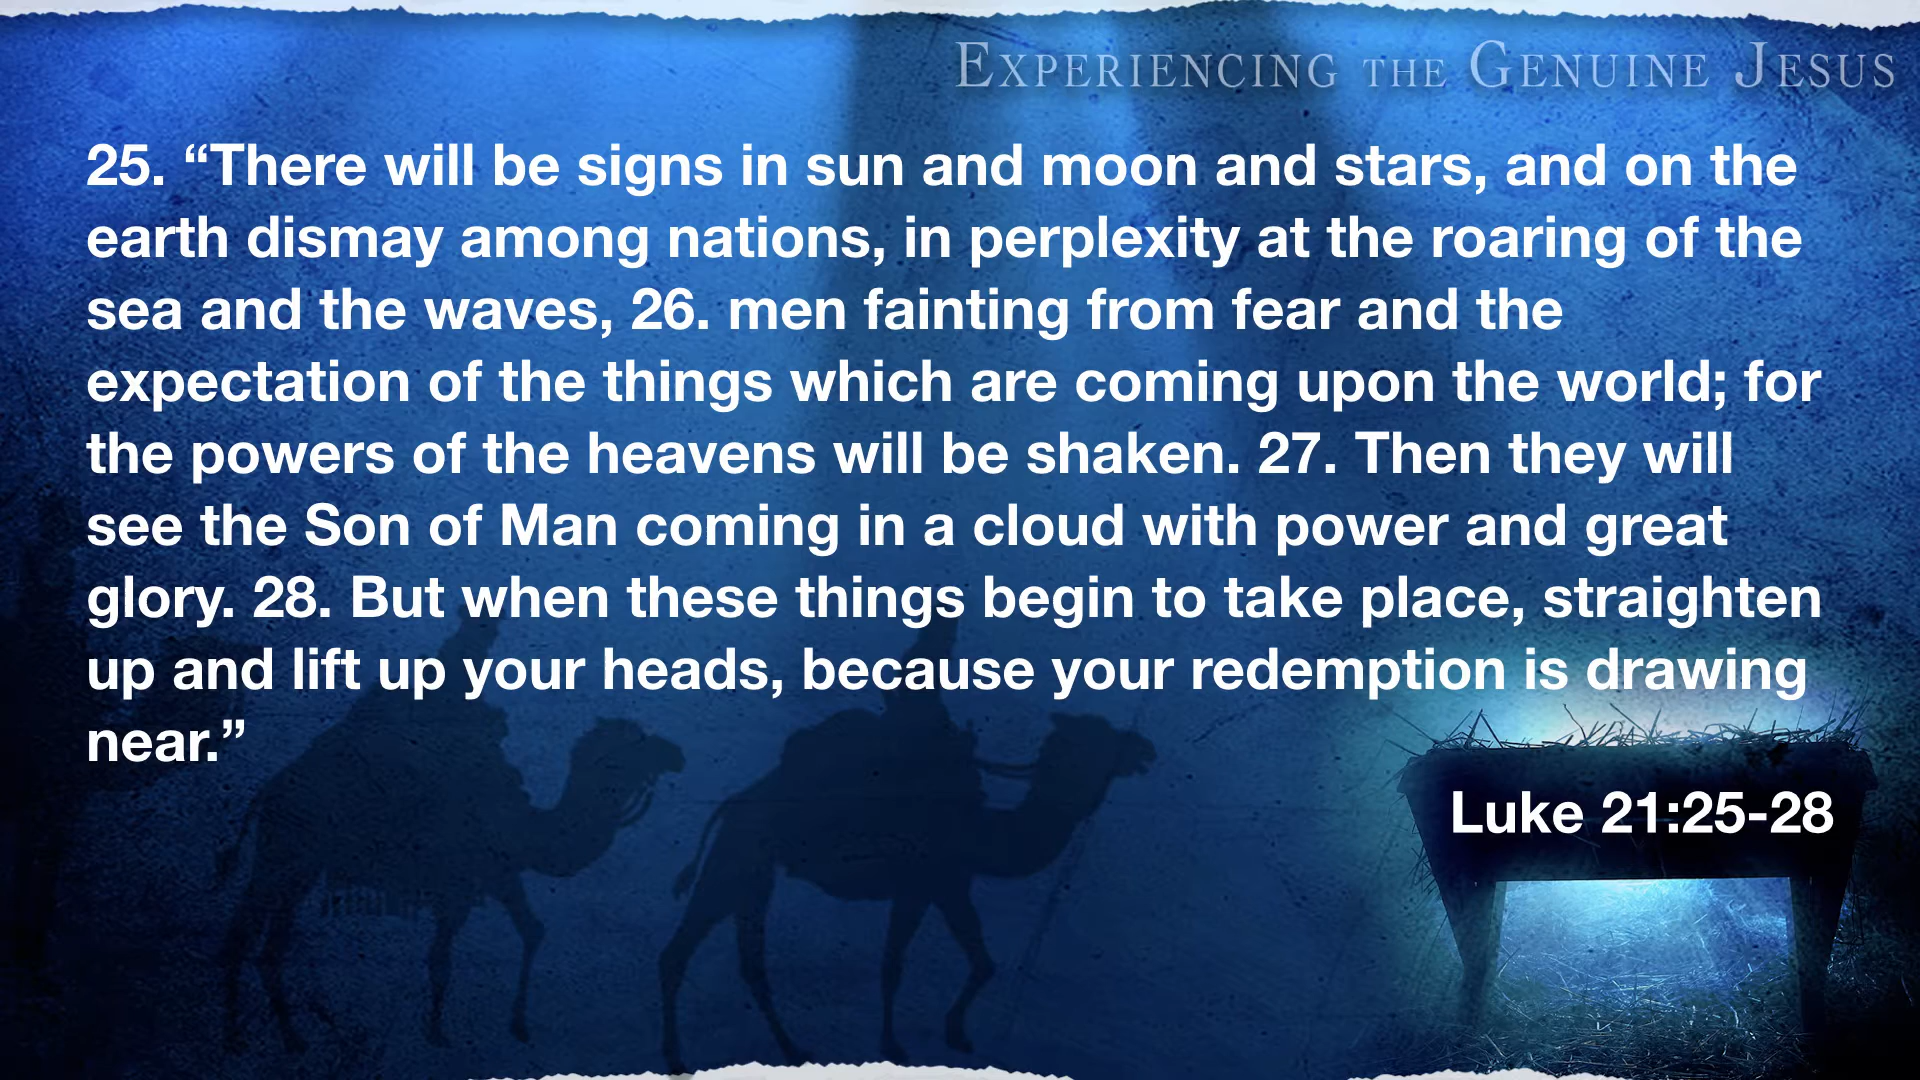 Experiencing the Genuine Jesus
25. “There will be signs in sun and moon and stars, and on the
earth dismay among nations, in perplexity at the roaring of the
sea and the waves, 26. men fainting from fear and the
expectation of the things which are coming upon the world; for
the powers of the heavens will be shaken. 27. Then they will
see the Son of Man coming in a cloud with power and great
glory. 28. But when these things begin to take place, straighten
up and lift up your heads, because your redemption is drawing
near.”
Luke 21:25-28